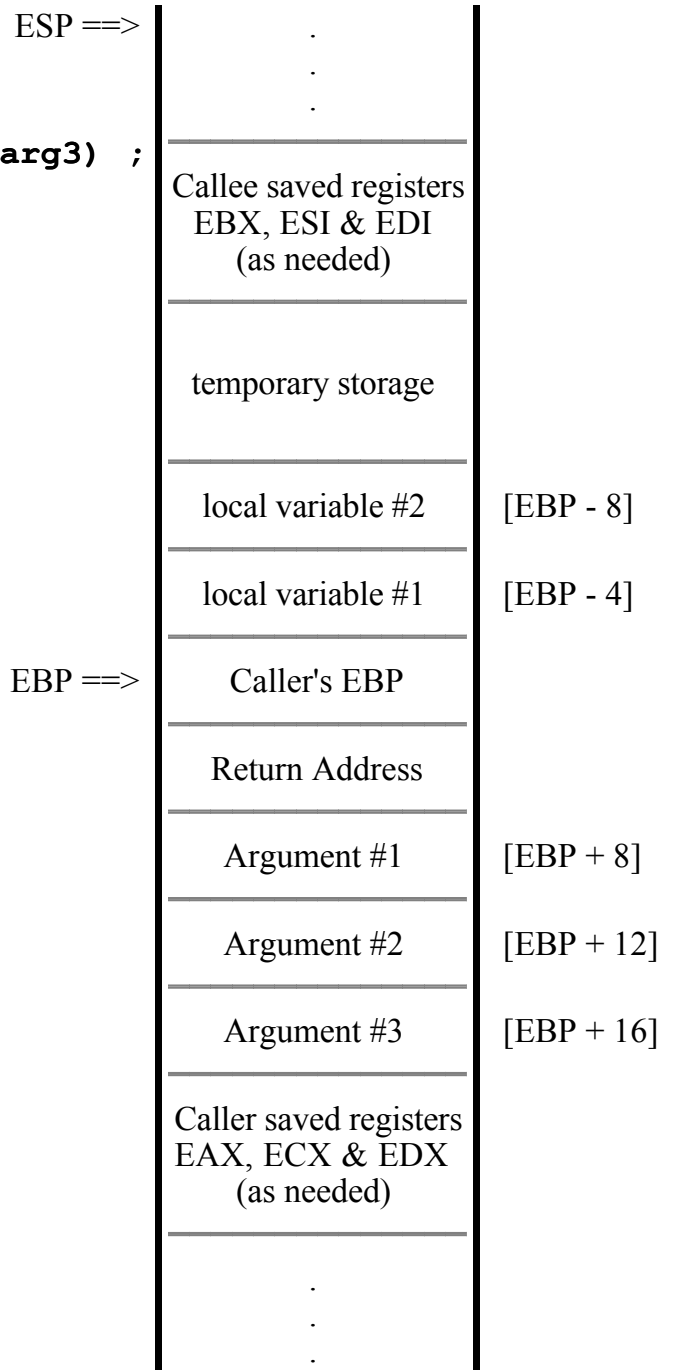 ESP ==>
.
.
.
arg3) ;
Callee saved registers
EBX, ESI & EDI
(as needed)
temporary storage
local variable #2 [EBP - 8]
local variable #1 [EBP - 4]
EBP ==> Caller's EBP
Return Address
Argument #1 [EBP + 8]
Argument #2 [EBP + 12]
Argument #3 [EBP + 16]
Caller saved registers
EAX, ECX & EDX
(as needed)
.
.
.